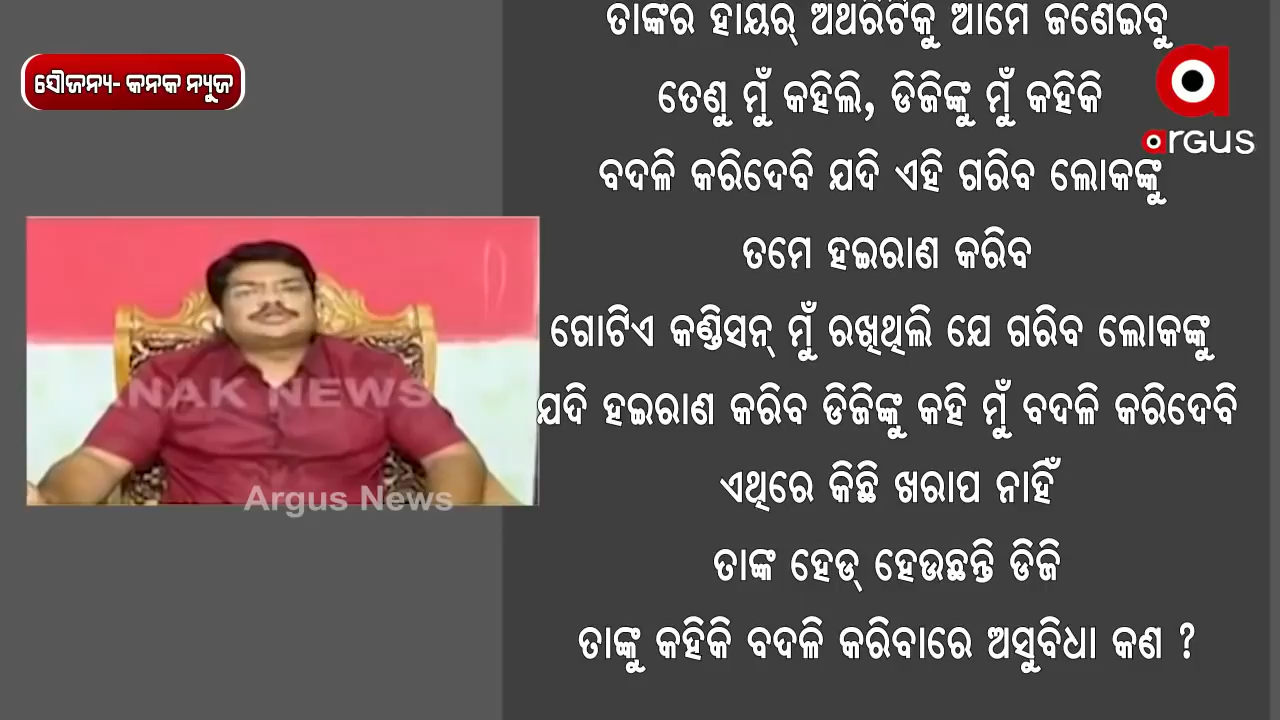 ସୌଜନ୍ୟ- କନକ ନ୍ୟୁଜ
ତାଙ୍କର ହାୟର୍ ଅଥରିଟିକୁ ଆମେ ଜଣେଇବୁ
ତେଣୁ ମୁଁ କହିଲି, ଡିଜିଙ୍କୁ ମୁଁ କହିକି
ବଦଳି କରିଦେବି ଯଦି ଏହି ଗରିବ ଲୋକଙ୍କୁ
ତମେ ହଇରାଣ କରିବ
ଗୋଟିଏ କଣ୍ଡିସନ୍ ମୁଁ ରଖିଥିଲି ଯେ ଗରିବ ଲୋକଙ୍କୁ
ଯଦି ହଇରାଣ କରିବ ଡିଜିଙ୍କୁ କହି ମୁଁ ବଦଳି କରିଦେବି
ଏଥିରେ କିଛି ଖରାପ ନାହିଁ
ତାଙ୍କ ହେଡ୍ ହେଉଛନ୍ତି ଡିଜି
ତାଙ୍କୁ କହିକି ବଦଳି କରିବାରେ ଅସୁବିଧା କଣ ?
argus
NAK NEWS
Argus News